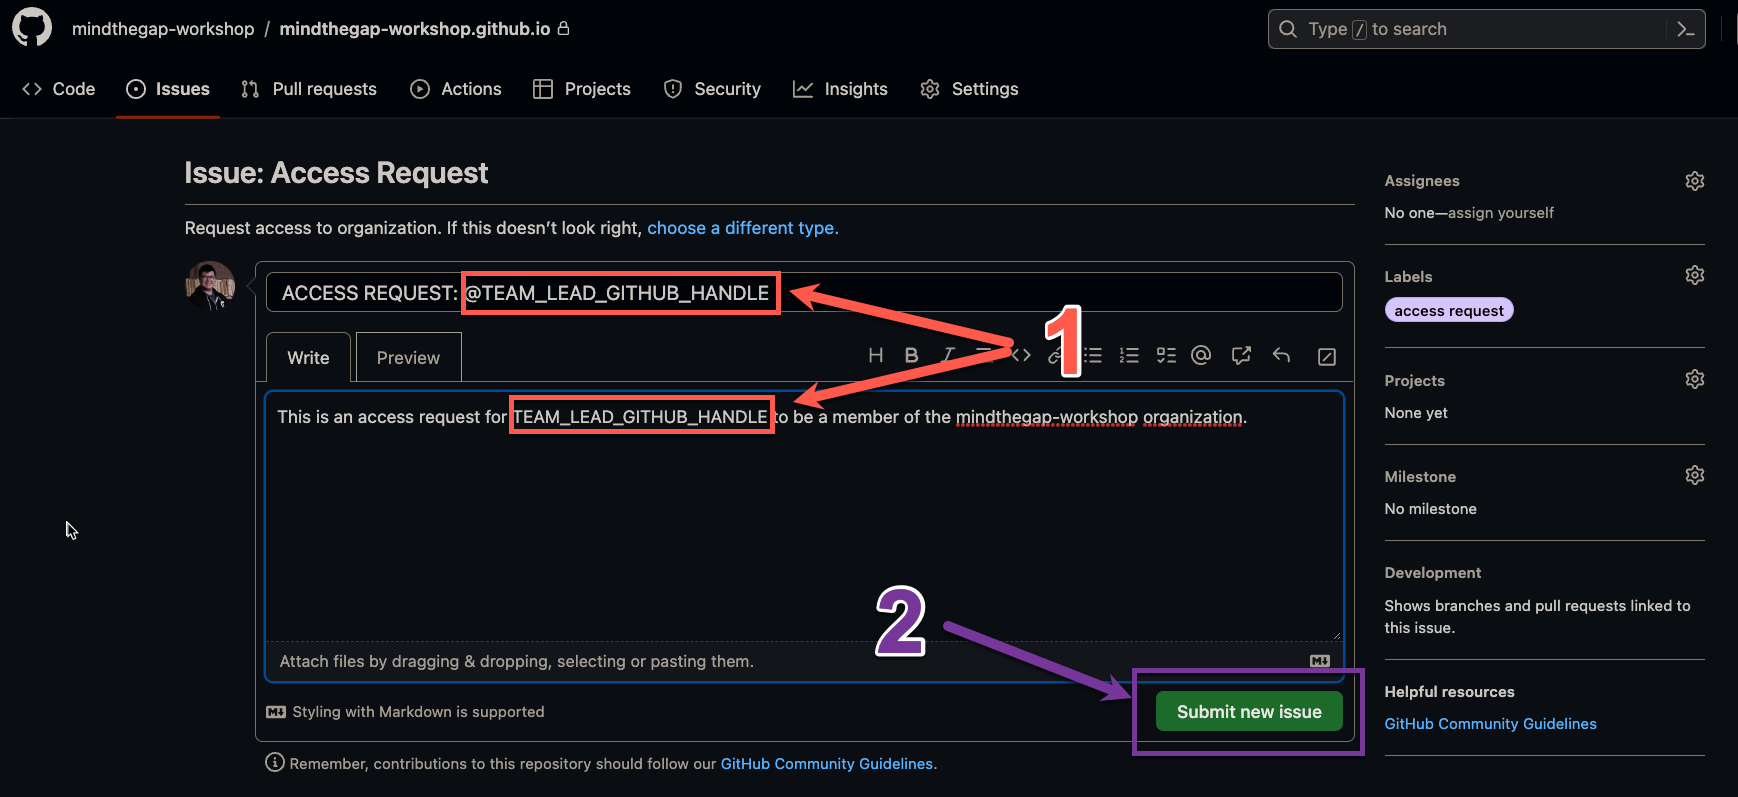 mindthegap-workshop / mindthegap-workshop.github.io
Type / to search
Code Issues Pull requests Actions Projects Security Insights Settings
Issue: Access Request
Request access to organization. If this doesn't look right, choose a different type.
ACCESS REQUEST: @TEAM_LEAD_GITHUB_HANDLE
1
Write Preview
H B I
This is an access request for TEAM_LEAD_GITHUB_HANDLE to be a member of the mindthegap-workshop organization.
2
Attach files by dragging & dropping, selecting or pasting them.
Styling with Markdown is supported
Submit new issue
Remember, contributions to this repository should follow our GitHub Community Guidelines.
Assignees
No one—assign yourself
Labels
access request
Projects
None yet
Milestone
No milestone
Development
Shows branches and pull requests linked to
this issue.
Helpful resources
GitHub Community Guidelines